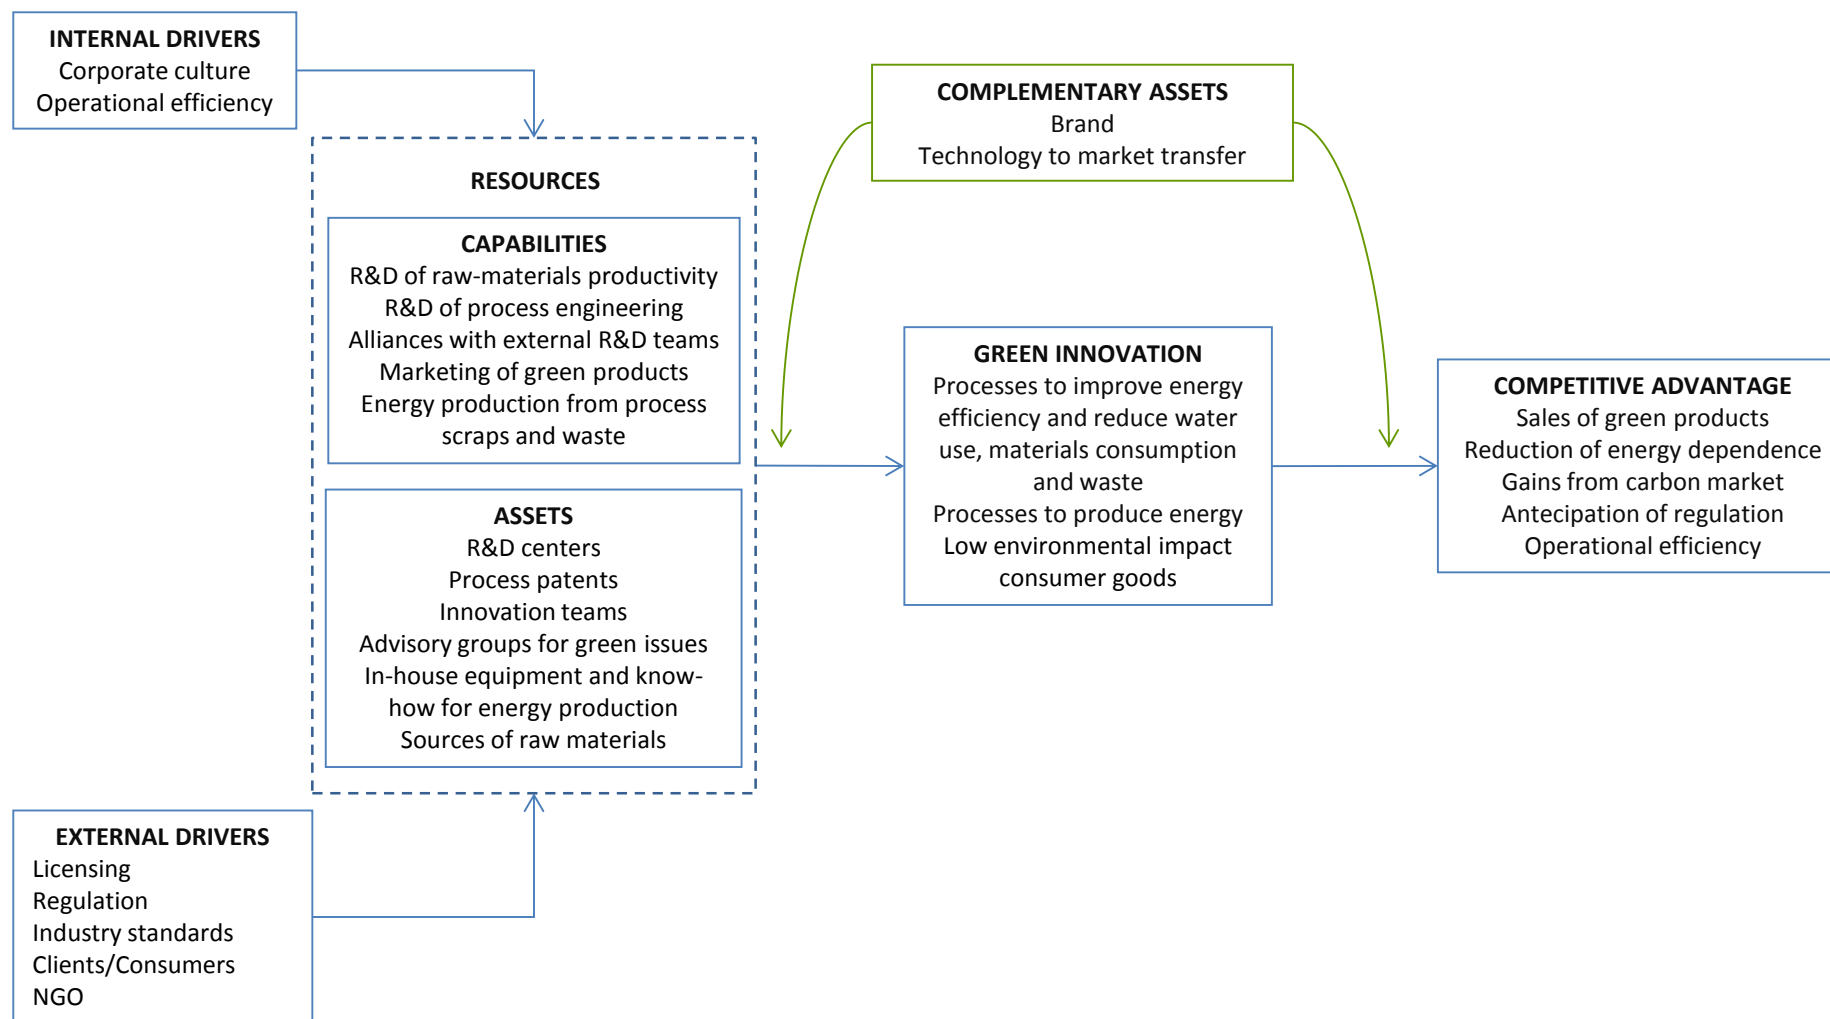 INTERNAL DRIVERS
Corporate culture
Operational efficiency
COMPLEMENTARY ASSETS
Brand
Technology to market transfer
RESOURCES
CAPABILITIES
R&D of raw-materials productivity
R&D of process engineering
Alliances with external R&D teams
Marketing of green products
Energy production from process
scraps and waste
ASSETS
R&D centers
Process patents
Innovation teams
Advisory groups for green issues
In-house equipment and know-
how for energy production
Sources of raw materials
GREEN INNOVATION
Processes to improve energy
efficiency and reduce water
use, materials consumption
and waste
Processes to produce energy
Low environmental impact
consumer goods
COMPETITIVE ADVANTAGE
Sales of green products
Reduction of energy dependence
Gains from carbon market
Antecipation of regulation
Operational efficiency
EXTERNAL DRIVERS
Licensing
Regulation
Industry standards
Clients/Consumers
NGO